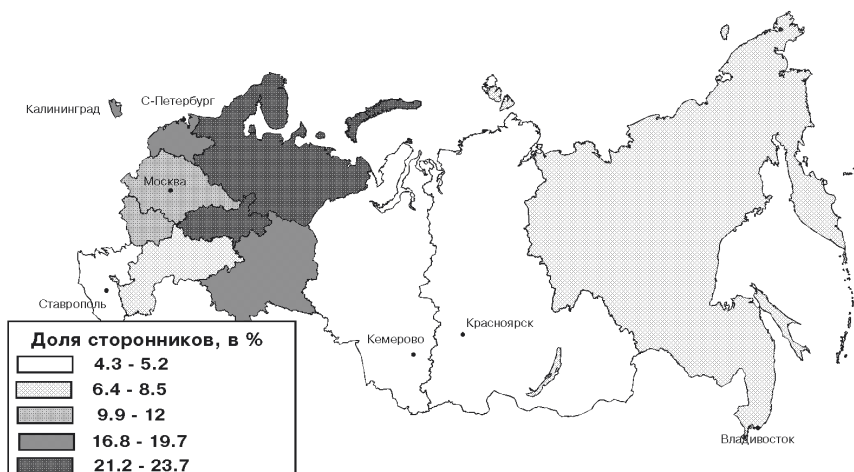 С-Петербург
Калининград
Москва
Ставрополь
Красноярск
Кемерово
Владивосток
Доля сторонников, в %
4.3 - 5.2
6.4 - 8.5
9.9 - 12
16.8 - 19.7
21.2 - 23.7